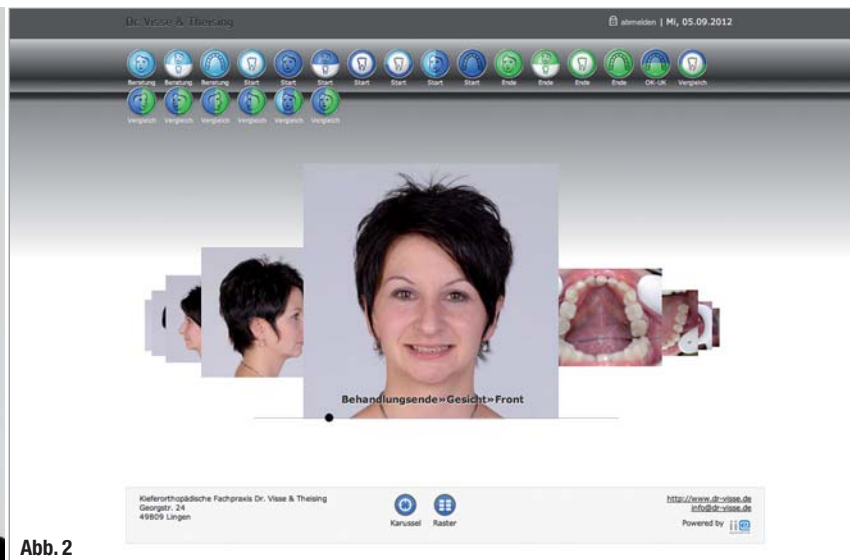 Dr. Visse & Theising
abmelden | Mi, 05.09.2012
Beratung Beratung Beratung Start Start Start Start Start Start Start Ende Ende Ende Ende OK-UK Vergleich
Vergleich Vergleich Vergleich Vergleich Vergleich Vergleich
Behandlungsende»Gesicht»Front
Kieferorthopädische Fachpraxis Dr. Visse & Theising
Georgstr. 24
49809 Lingen
Karussel Raster
http://www.dr-visse.de
info@dr-visse.de
Powered by
Abb. 2